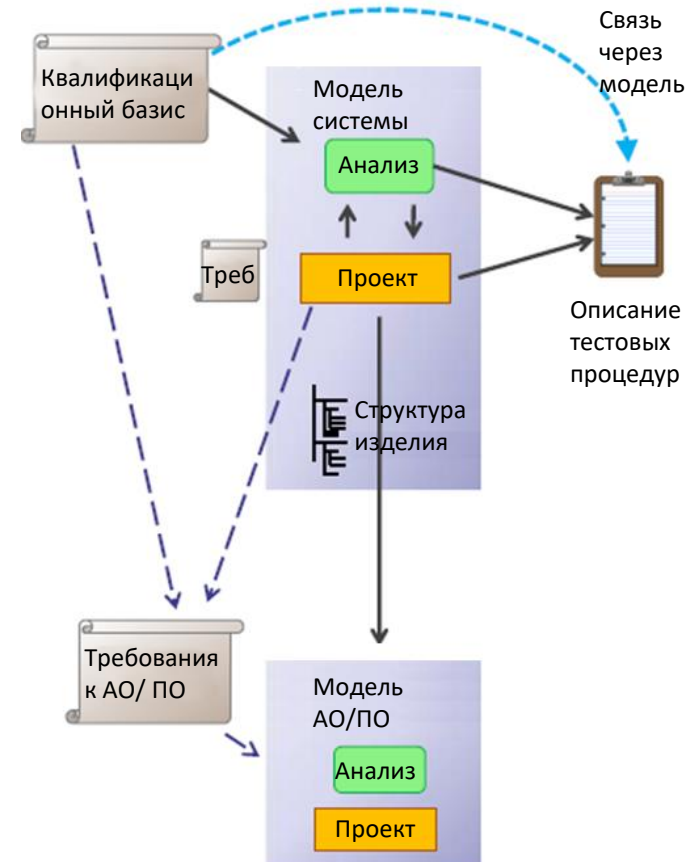 Связь
через
модель
Квалификаци
онный базис
Модель
системы
Анализ
Треб
Проект
Описание
тестовых
процедур
Структура
изделия
Требования
к АО/ ПО
Модель
АО/ПО
Анализ
Проект